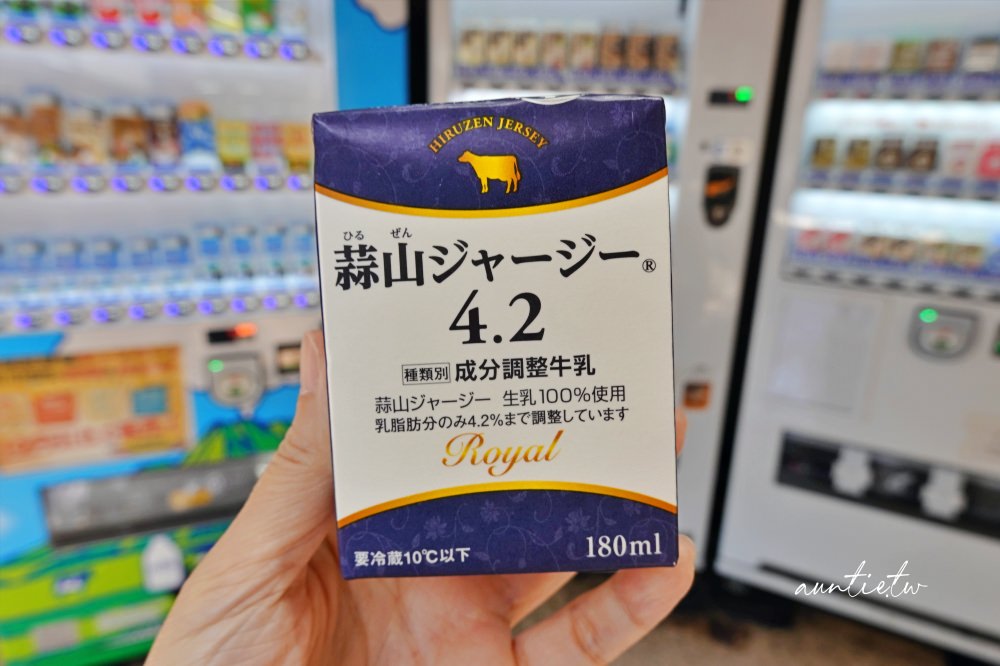 HIRUZEN JERSEY
ひる ぜん
蒜山ジャージー®
4.2
種類別 成分調整牛乳
蒜山ジャージー 生乳100%使用
乳脂肪分のみ4.2%まで調整しています
Royal
要冷蔵10℃以下
180ml
auntie.tw